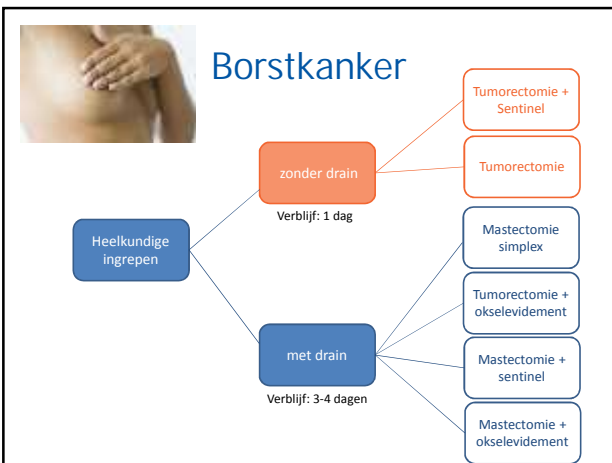 Borstkanker
Heelkundige
ingrepen
zonder drain
Verblijf: 1 dag
Tumorectomie +
Sentinel
Tumorectomie
met drain
Verblijf: 3-4 dagen
Mastectomie
simplex
Tumorectomie +
okselevidement
Mastectomie +
sentinel
Mastectomie +
okselevidement